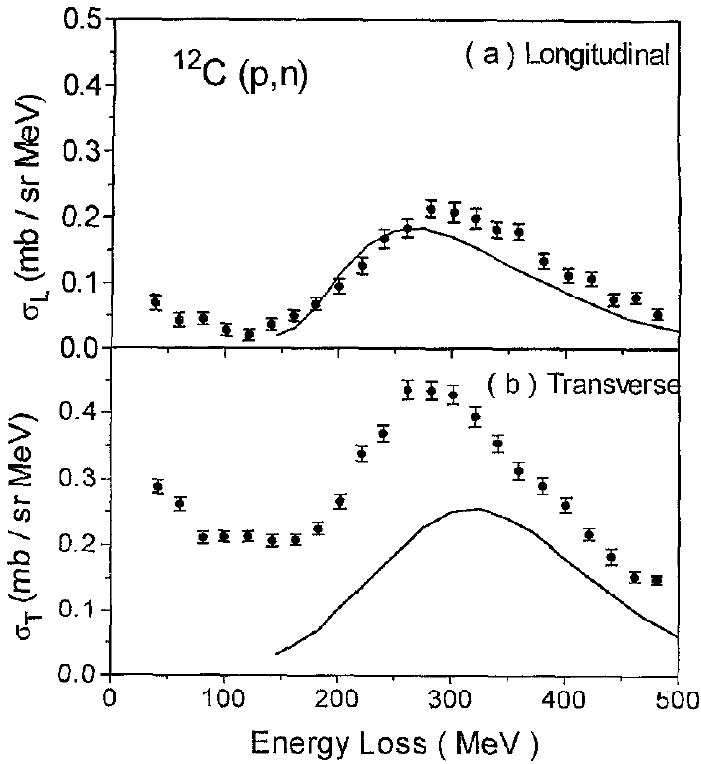 0.5
( a ) Longitudinal
¹²C (p,n)
0.4
0.3
0.2
0.1
0.0
σL (mb / sr MeV)
( b ) Transverse
0.4
0.3
0.2
0.1
0.0
σT (mb / sr MeV)
0 100 200 300 400 500
Energy Loss ( MeV )